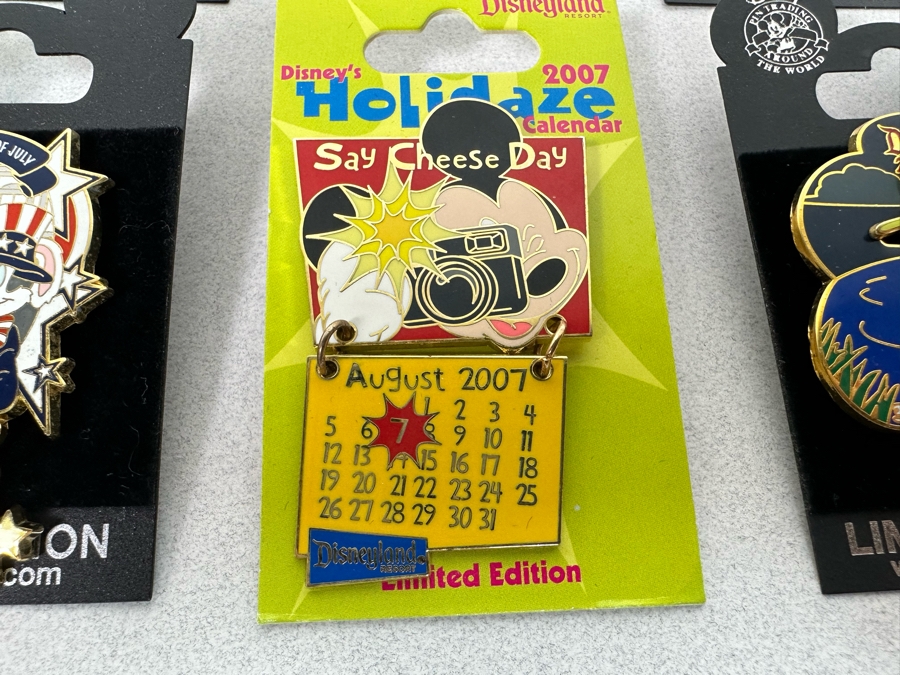 Disneyland
RESORT
Disney's
2007
Holidaze
Calendar
Say Cheese Day
August 2007
1 2 3 4
5 6 7 8 9 10 11
12 13 14 15 16 17 18
19 20 21 22 23 24 25
26 27 28 29 30 31
Disneyland
RESORT
Limited Edition
OF JULY
ION
.com
PIN TRADING
AROUND
THE WORLD
LIM